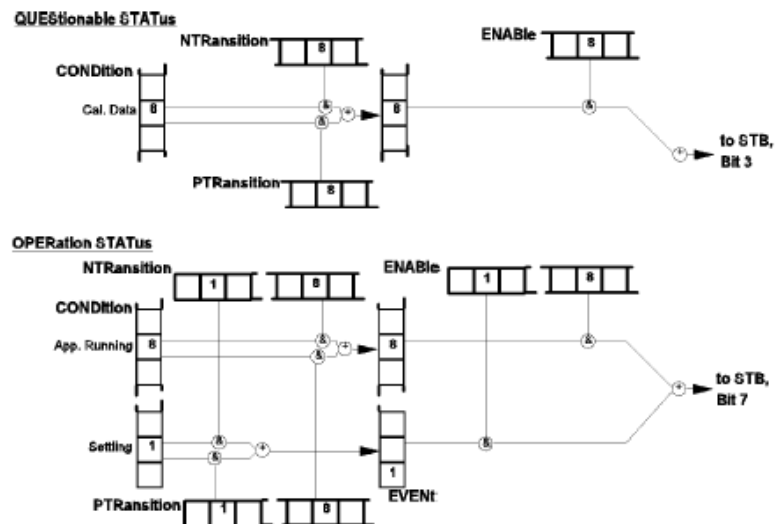 QUEStionable STATus
NTRansition 8
ENABle 8
CONDition
Cal. Data 8 & & + 8 &
+ to STB,
Bit 3
PTRansition 8
OPERation STATus
NTRansition 1 8
ENABle 1 8
CONDition
App. Running 8 & & + 8 &
+ to STB,
Bit 7
Settling 1 & & + &
1
EVENt
PTRansition 1 8